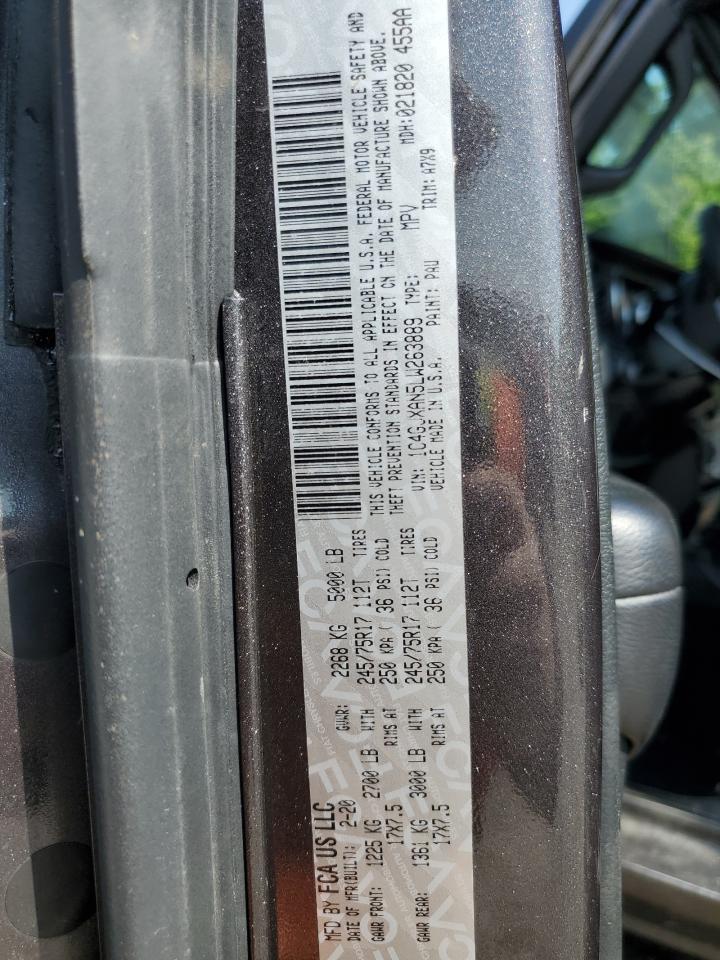 MFD BY FCA US LLC
DATE OF MFR(BUILT): 2-20 GVWR: 2268 KG 5000 LB
GAWR FRONT: 1225 KG 2700 LB WITH 245/75R17 112T TIRES
17X7.5 RIMS AT 250 KPA ( 36 PSI) COLD
GAWR REAR: 1361 KG 3000 LB WITH 245/75R17 112T TIRES
17X7.5 RIMS AT 250 KPA ( 36 PSI) COLD
THIS VEHICLE CONFORMS TO ALL APPLICABLE U.S.A. FEDERAL MOTOR VEHICLE SAFETY AND
THEFT PREVENTION STANDARDS IN EFFECT ON THE DATE OF MANUFACTURE SHOWN ABOVE.
VIN: 1C4GJXAN5LW263889 TYPE: MPV MDH:021820 455AA
VEHICLE MADE IN U.S.A. PAINT: PAU TRIM: A7X9